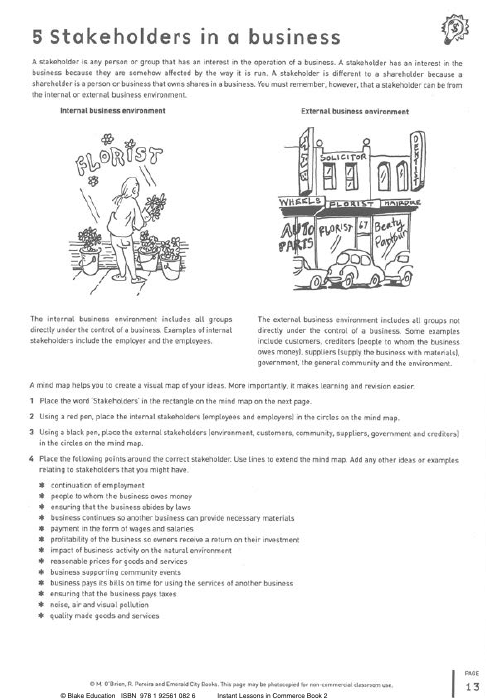 5 Stakeholders in a business
A stakeholder is any person or group that has an interest in the operation of a business. A stakeholder has an interest in the
business because they are somehow affected by the way it is run. A stakeholder is different to a shareholder because a
shareholder is a person or business that owns shares in a business. You must remember, however, that a stakeholder can be from
the internal or external business environment.
Internal business environment
External business environment
FLORIST
SOLICITOR
WHEELS
FLORIST
AUTO PARTS
FLORIST
67
Beaty Parlour
The internal business environment includes all groups
directly under the control of a business. Examples of internal
stakeholders include the employer and the employees.
The external business environment includes all groups not
directly under the control of a business. Some examples
include customers, creditors (people to whom the business
owes money), suppliers (supply the business with materials),
government, the general community and the environment.
A mind map helps you to create a visual map of your ideas. More importantly, it makes learning and revision easier.
1 Place the word 'Stakeholders' in the rectangle on the mind map on the next page.
2 Using a red pen, place the internal stakeholders (employees and employers) in the circles on the mind map.
3 Using a black pen, place the external stakeholders (environment, customers, community, suppliers, government and creditors)
in the circles on the mind map.
4 Place the following points around the correct stakeholder. Use lines to extend the mind map. Add any other ideas or examples
relating to stakeholders that you might have.
✱ continuation of employment
✱ people to whom the business owes money
✱ ensuring that the business abides by laws
✱ business continues so another business can provide necessary materials
✱ payment in the form of wages and salaries
✱ profitability of the business so owners receive a return on their investment
✱ impact of business activity on the natural environment
✱ reasonable prices for goods and services
✱ business supporting community events
✱ business pays its bills on time for using the services of another business
✱ ensuring that the business pays taxes
✱ noise, air and visual pollution
✱ quality made goods and services
© M. O'Brien, R. Pereira and Emerald City Books. This page may be photocopied for non-commercial classroom use.
PAGE
13
© Blake Education ISBN 978 1 92561 082 6 Instant Lessons in Commerce Book 2